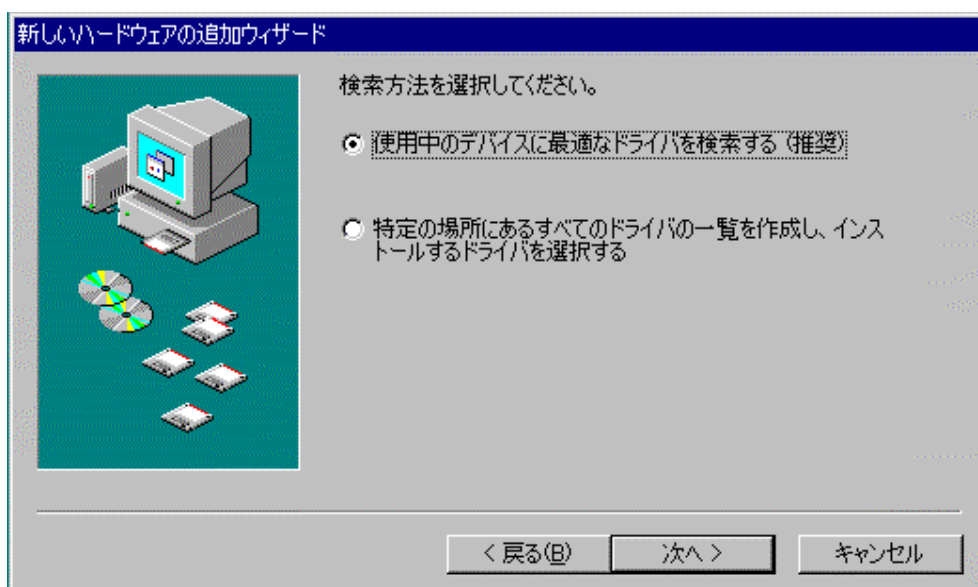 新しいハードウェアの追加ウィザード
検索方法を選択してください。
使用中のデバイスに最適なドライバを検索する (推奨)
特定の場所にあるすべてのドライバの一覧を作成し、インス
トールするドライバを選択する
< 戻る(B)
次へ >
キャンセル